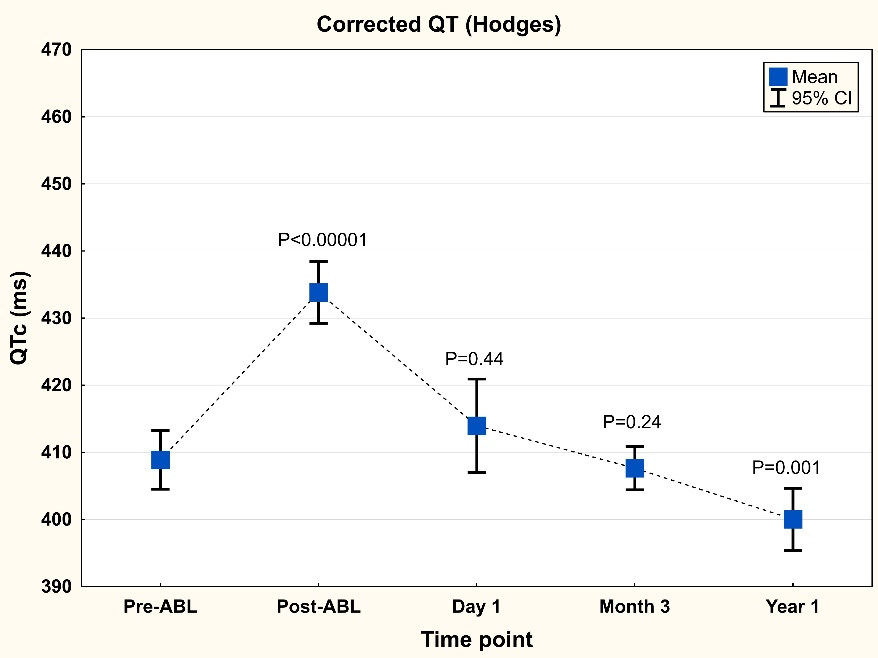 Corrected QT (Hodges)
470
460
450
440
430
420
410
400
390
QTc (ms)
Mean
95% CI
P<0.00001
P=0.44
P=0.24
P=0.001
Pre-ABL
Post-ABL
Day 1
Month 3
Year 1
Time point